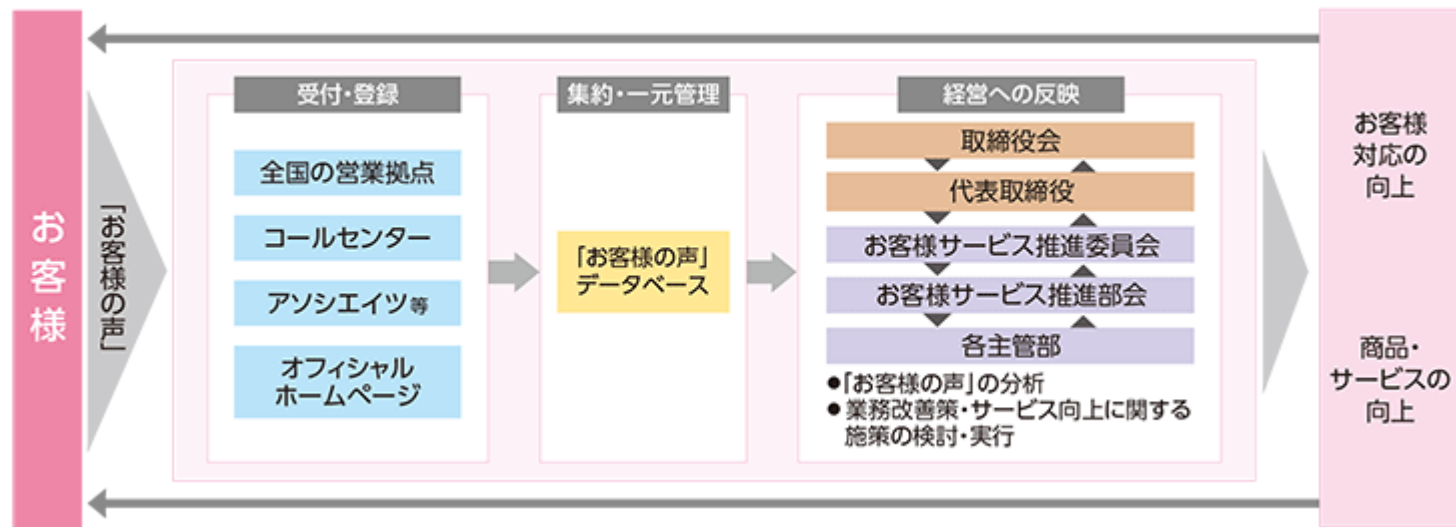 お客様
「お客様の声」
受付・登録
全国の営業拠点
コールセンター
アソシエイツ等
オフィシャル
ホームページ
集約・一元管理
「お客様の声」
データベース
経営への反映
取締役会
代表取締役
お客様サービス推進委員会
お客様サービス推進部会
各主管部
●「お客様の声」の分析
●業務改善策・サービス向上に関する
施策の検討・実行
お客様
対応の
向上
商品・
サービスの
向上